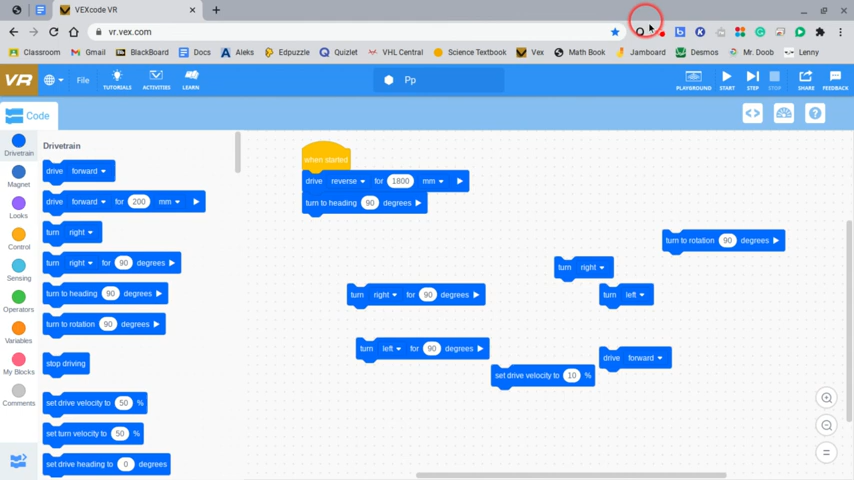 VEXcode VR
vr.vex.com
Classroom Gmail BlackBoard Docs Aleks Edpuzzle Quizlet VHL Central Science Textbook Vex Math Book Jamboard Desmos Mr. Doob Lenny
VR File TUTORIALS ACTIVITIES LEARN Pp PLAYGROUND START STEP STOP SHARE FEEDBACK
Code
Drivetrain
Magnet
Looks
Control
Sensing
Operators
Variables
My Blocks
Comments
Drivetrain
drive forward
drive forward for 200 mm
turn right
turn right for 90 degrees
turn to heading 90 degrees
turn to rotation 90 degrees
stop driving
set drive velocity to 50 %
set turn velocity to 50 %
set drive heading to 0 degrees
when started
drive reverse for 1800 mm
turn to heading 90 degrees
turn to rotation 90 degrees
turn right
turn right for 90 degrees
turn left
turn left for 90 degrees
drive forward
set drive velocity to 10 %